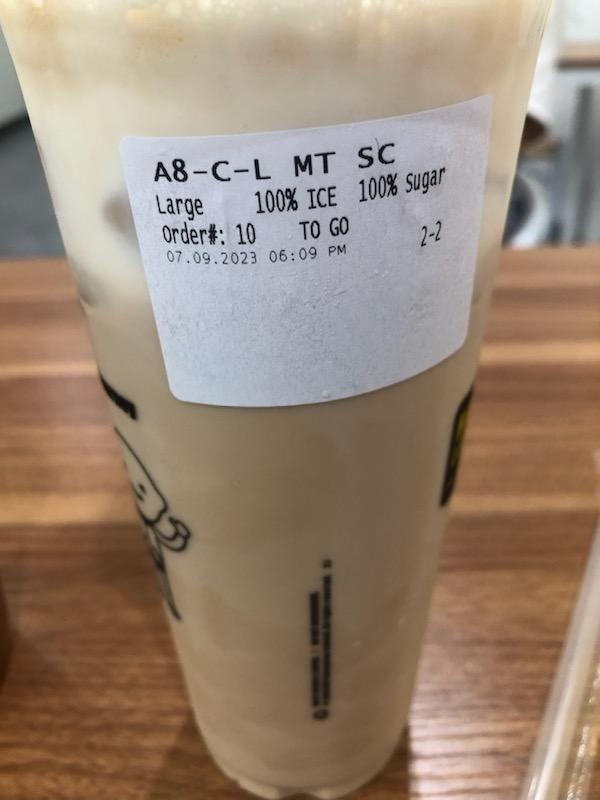 A8-C-L MT SC
Large 100% ICE 100% Sugar
Order#: 10 TO GO 2-2
07.09.2023 06:09 PM